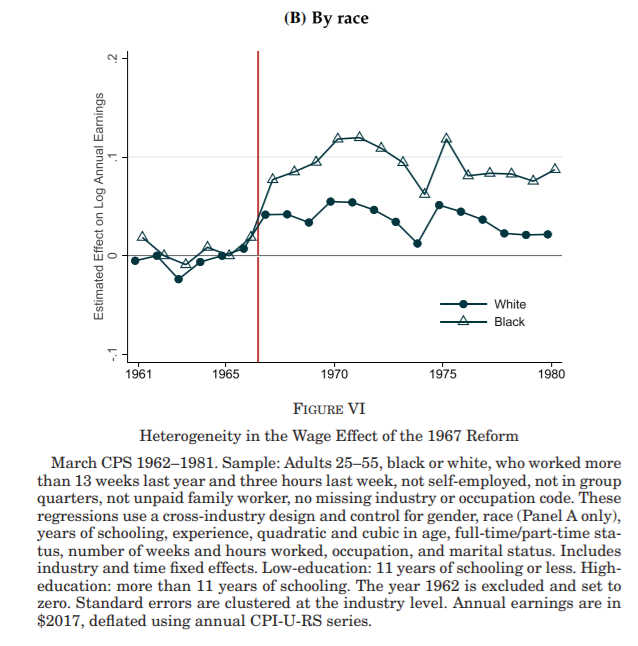 (B) By race
Estimated Effect on Log Annual Earnings
.2
.1
0
-.1
White
Black
1961
1965
1970
1975
1980
FIGURE VI
Heterogeneity in the Wage Effect of the 1967 Reform
March CPS 1962–1981. Sample: Adults 25–55, black or white, who worked more
than 13 weeks last year and three hours last week, not self-employed, not in group
quarters, not unpaid family worker, no missing industry or occupation code. These
regressions use a cross-industry design and control for gender, race (Panel A only),
years of schooling, experience, quadratic and cubic in age, full-time/part-time sta-
tus, number of weeks and hours worked, occupation, and marital status. Includes
industry and time fixed effects. Low-education: 11 years of schooling or less. High-
education: more than 11 years of schooling. The year 1962 is excluded and set to
zero. Standard errors are clustered at the industry level. Annual earnings are in
$2017, deflated using annual CPI-U-RS series.